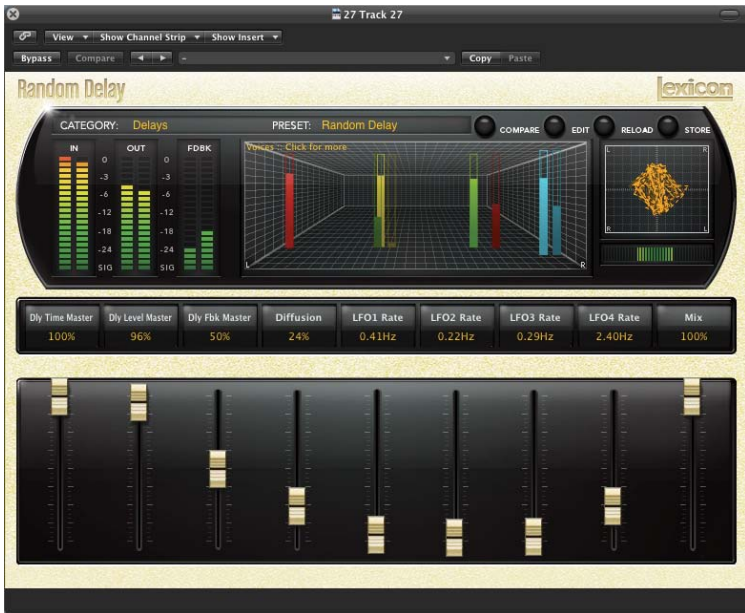 27 Track 27
View Show Channel Strip Show Insert
Bypass Compare - Copy Paste
Random Delay lexicon
CATEGORY: Delays PRESET: Random Delay COMPARE EDIT RELOAD STORE
IN OUT FDBK
Voices :: Click for more
0 0
-3 -3
-6 -6
-12 -12
-18 -18
-24 -24
SIG SIG
L R
L R
R L
Dly Time Master Dly Level Master Dly Fbk Master Diffusion LFO1 Rate LFO2 Rate LFO3 Rate LFO4 Rate Mix
100% 96% 50% 24% 0.41Hz 0.22Hz 0.29Hz 2.40Hz 100%